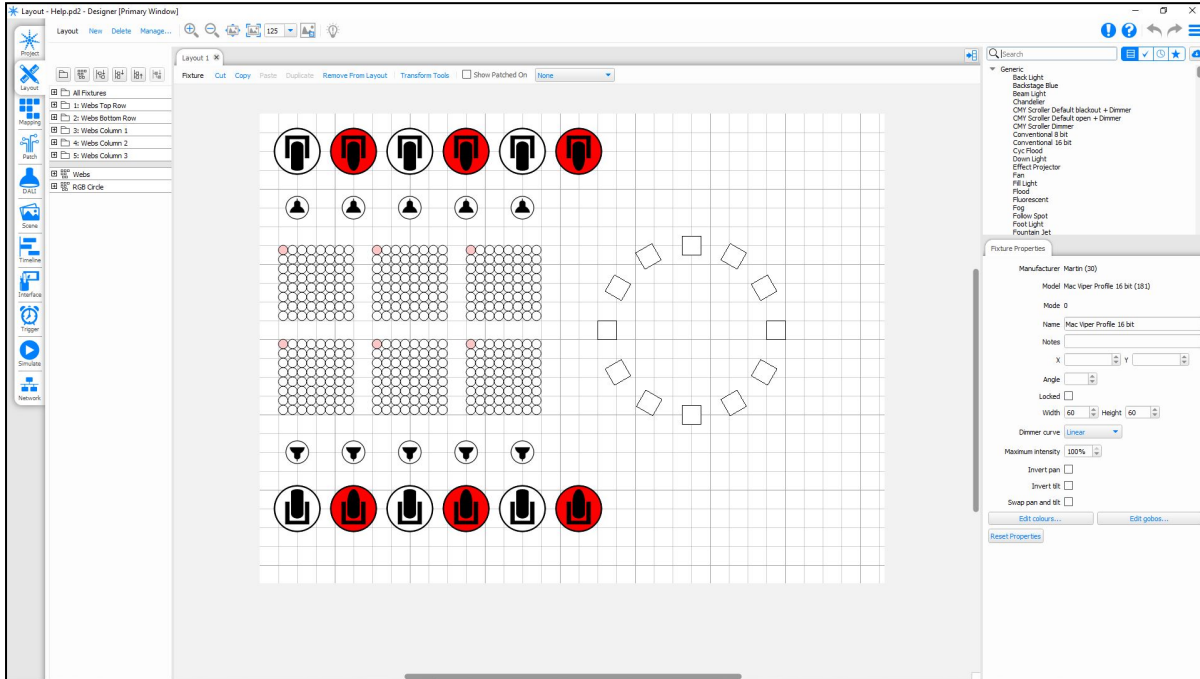 Layout - Help.pd2 - Designer [Primary Window]
Layout New Delete Manage... 125
Project
Layout
Mapping
Patch
DALI
Scene
Timeline
Interface
Trigger
Simulate
Network
All Fixtures
1: Webs Top Row
2: Webs Bottom Row
3: Webs Column 1
4: Webs Column 2
5: Webs Column 3
Webs
RGB Circle
Layout 1
Fixture Cut Copy Paste Duplicate Remove From Layout Transform Tools Show Patched On None
Search
Generic
Back Light
Backstage Blue
Beam Light
Chandelier
CMY Scroller Default blackout + Dimmer
CMY Scroller Default open + Dimmer
CMY Scroller Dimmer
Conventional 8 bit
Conventional 16 bit
Cyc Flood
Down Light
Effect Projector
Fan
Fill Light
Flood
Fluorescent
Fog
Follow Spot
Foot Light
Fountain Jet
Fixture Properties
Manufacturer Martin (30)
Model Mac Viper Profile 16 bit (181)
Mode 0
Name Mac Viper Profile 16 bit
Notes
X Y
Angle
Locked
Width 60 Height 60
Dimmer curve Linear
Maximum intensity 100%
Invert pan
Invert tilt
Swap pan and tilt
Edit colours... Edit gobos...
Reset Properties